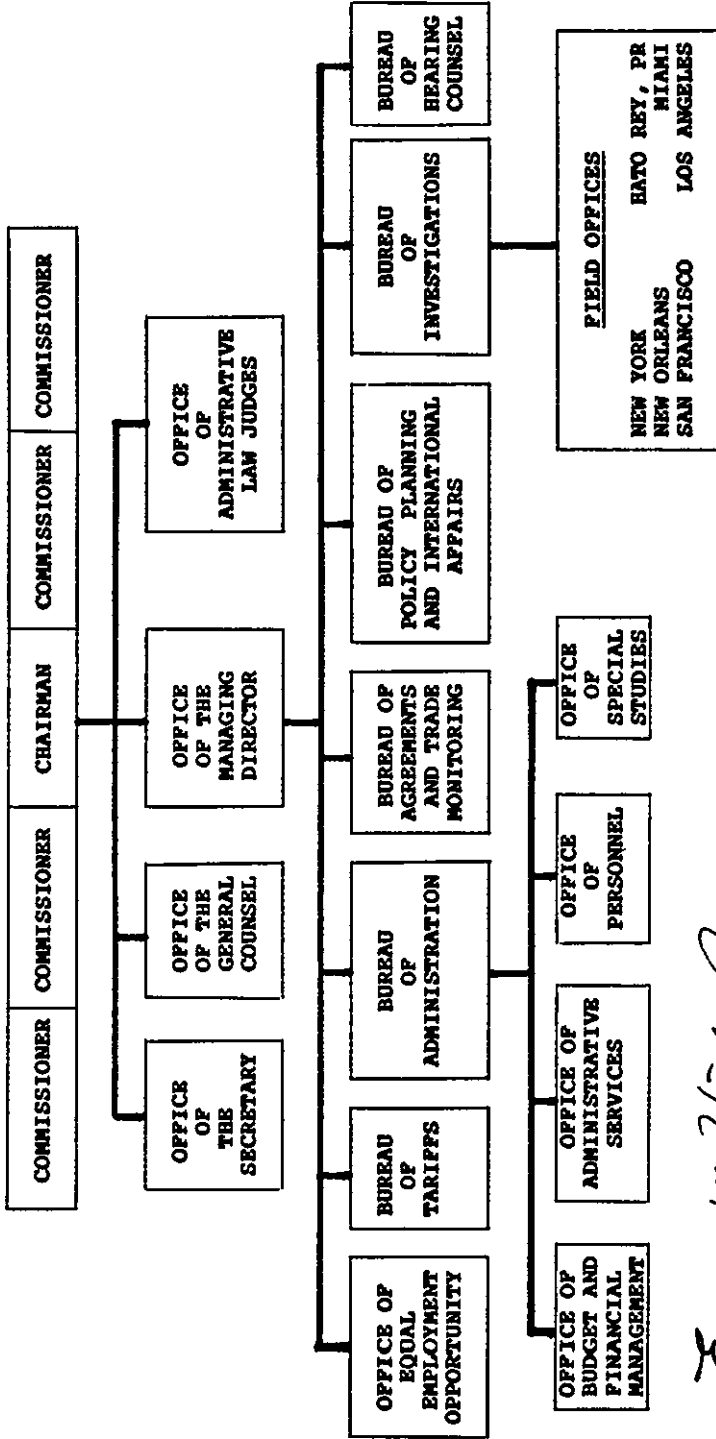 COMMISSIONER COMMISSIONER CHAIRMAN COMMISSIONER COMMISSIONER
OFFICE
OF
THE
SECRETARY
OFFICE
OF THE
GENERAL
COUNSEL
OFFICE
OF THE
MANAGING
DIRECTOR
OFFICE
OF
ADMINISTRATIVE
LAW JUDGES
OFFICE OF
EQUAL
EMPLOYMENT
OPPORTUNITY
BUREAU
OF
TARIFFS
BUREAU
OF
ADMINISTRATION
BUREAU OF
AGREEMENTS
AND TRADE
MONITORING
BUREAU OF
POLICY PLANNING
AND INTERNATIONAL
AFFAIRS
BUREAU
OF
INVESTIGATIONS
BUREAU
OF
HEARING
COUNSEL
OFFICE OF
BUDGET AND
FINANCIAL
MANAGEMENT
OFFICE OF
ADMINISTRATIVE
SERVICES
OFFICE
OF
PERSONNEL
OFFICE
OF
SPECIAL
STUDIES
FIELD OFFICES
NEW YORK HATO REY, PR
NEW ORLEANS MIAMI
SAN FRANCISCO LOS ANGELES